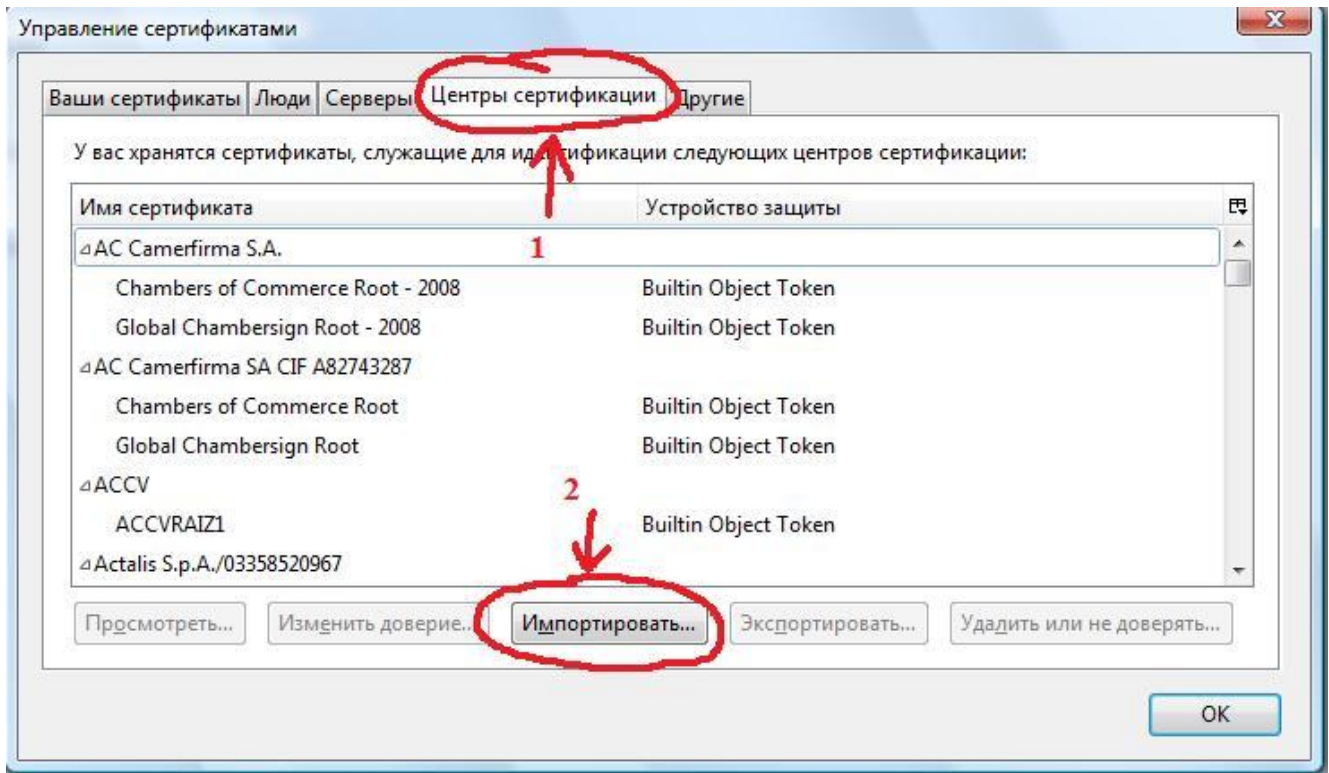 Управление сертификатами
Ваши сертификаты Люди Серверы Центры сертификации Другие
У вас хранятся сертификаты, служащие для идентификации следующих центров сертификации:
Имя сертификата Устройство защиты
1
AC Camerfirma S.A.
Chambers of Commerce Root - 2008 Builtin Object Token
Global Chambersign Root - 2008 Builtin Object Token
AC Camerfirma SA CIF A82743287
Chambers of Commerce Root Builtin Object Token
Global Chambersign Root Builtin Object Token
ACCV
2
ACCVRAIZ1 Builtin Object Token
Actalis S.p.A./03358520967
Просмотреть... Изменить доверие... Импортировать... Экспортировать... Удалить или не доверять...
OK